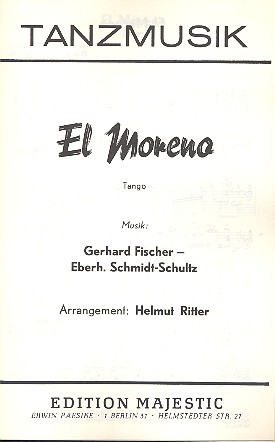 TANZMUSIK
El Moreno
Tango
Musik:
Gerhard Fischer –
Eberh. Schmidt-Schultz
Arrangement: Helmut Ritter
EDITION MAJESTIC
ERWIN PAESIKE · 1 BERLIN 31 · HELMSTEDTER STR. 27